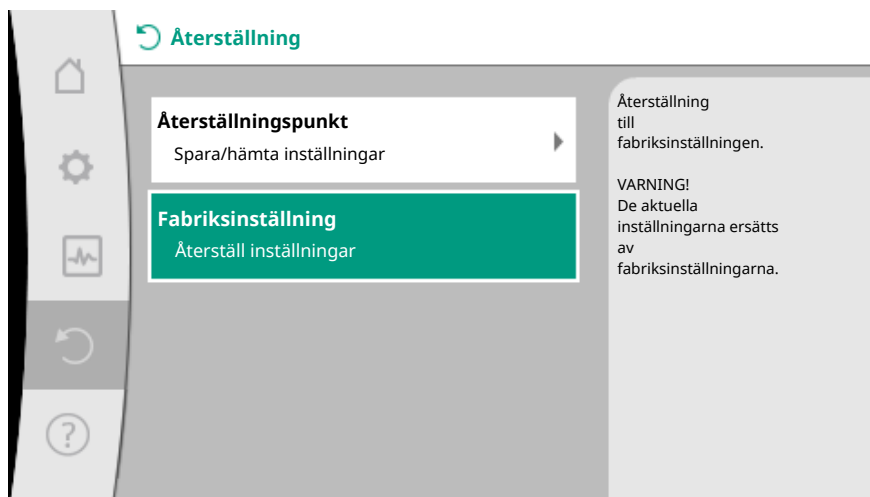 Återställning
Återställningspunkt
Spara/hämta inställningar
Fabriksinställning
Återställ inställningar
Återställning
till
fabriksinställningen.
VARNING!
De aktuella
inställningarna ersätts
av
fabriksinställningarna.
?